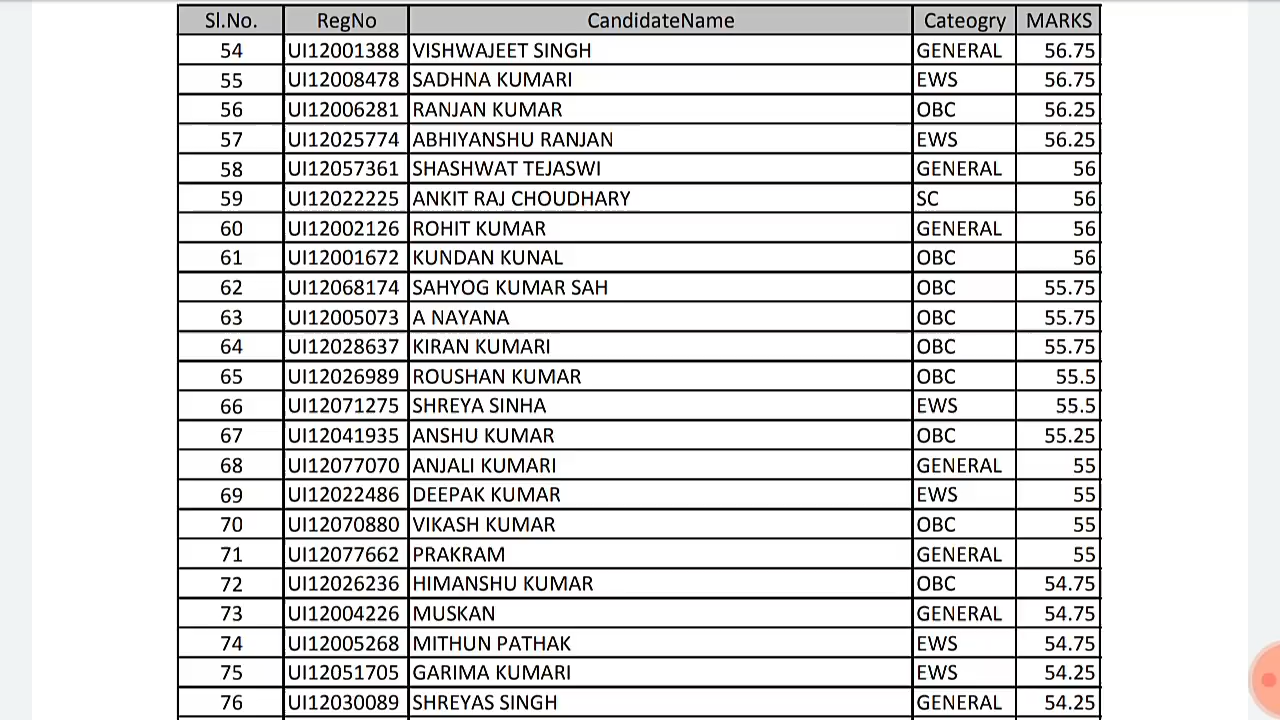 Sl.No. RegNo CandidateName Cateogry MARKS
54 UI12001388 VISHWAJEET SINGH GENERAL 56.75
55 UI12008478 SADHNA KUMARI EWS 56.75
56 UI12006281 RANJAN KUMAR OBC 56.25
57 UI12025774 ABHIYANSHU RANJAN EWS 56.25
58 UI12057361 SHASHWAT TEJASWI GENERAL 56
59 UI12022225 ANKIT RAJ CHOUDHARY SC 56
60 UI12002126 ROHIT KUMAR GENERAL 56
61 UI12001672 KUNDAN KUNAL OBC 56
62 UI12068174 SAHYOG KUMAR SAH OBC 55.75
63 UI12005073 A NAYANA OBC 55.75
64 UI12028637 KIRAN KUMARI OBC 55.75
65 UI12026989 ROUSHAN KUMAR OBC 55.5
66 UI12071275 SHREYA SINHA EWS 55.5
67 UI12041935 ANSHU KUMAR OBC 55.25
68 UI12077070 ANJALI KUMARI GENERAL 55
69 UI12022486 DEEPAK KUMAR EWS 55
70 UI12070880 VIKASH KUMAR OBC 55
71 UI12077662 PRAKRAM GENERAL 55
72 UI12026236 HIMANSHU KUMAR OBC 54.75
73 UI12004226 MUSKAN GENERAL 54.75
74 UI12005268 MITHUN PATHAK EWS 54.75
75 UI12051705 GARIMA KUMARI EWS 54.25
76 UI12030089 SHREYAS SINGH GENERAL 54.25